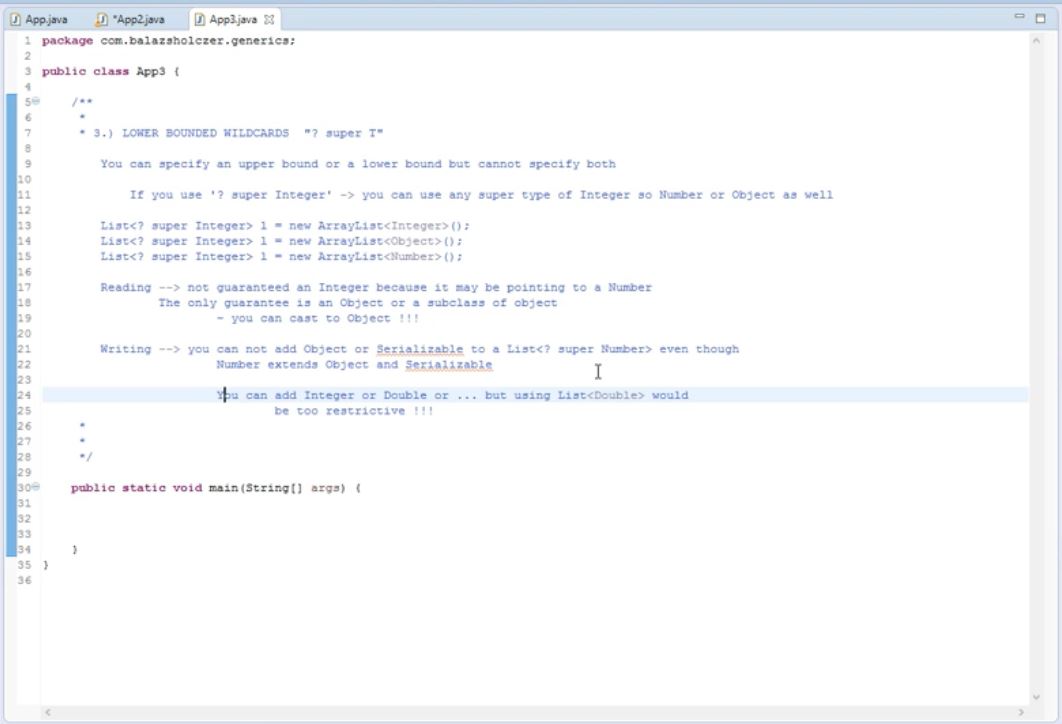 App.java *App2.java App3.java
1 package com.balazsholczer.generics;
2
3 public class App3 {
4
5 /**
6 *
7 * 3.) LOWER BOUNDED WILDCARDS "? super T"
8
9 You can specify an upper bound or a lower bound but cannot specify both
10
11 If you use '? super Integer' -> you can use any super type of Integer so Number or Object as well
12
13 List<? super Integer> l = new ArrayList<Integer>();
14 List<? super Integer> l = new ArrayList<Object>();
15 List<? super Integer> l = new ArrayList<Number>();
16
17 Reading --> not guaranteed an Integer because it may be pointing to a Number
18 The only guarantee is an Object or a subclass of object
19 - you can cast to Object !!!
20
21 Writing --> you can not add Object or Serializable to a List<? super Number> even though
22 Number extends Object and Serializable
23
24 You can add Integer or Double or ... but using List<Double> would
25 be too restrictive !!!
26 *
27 *
28 */
29
30 public static void main(String[] args) {
31
32
33
34 }
35 }
36